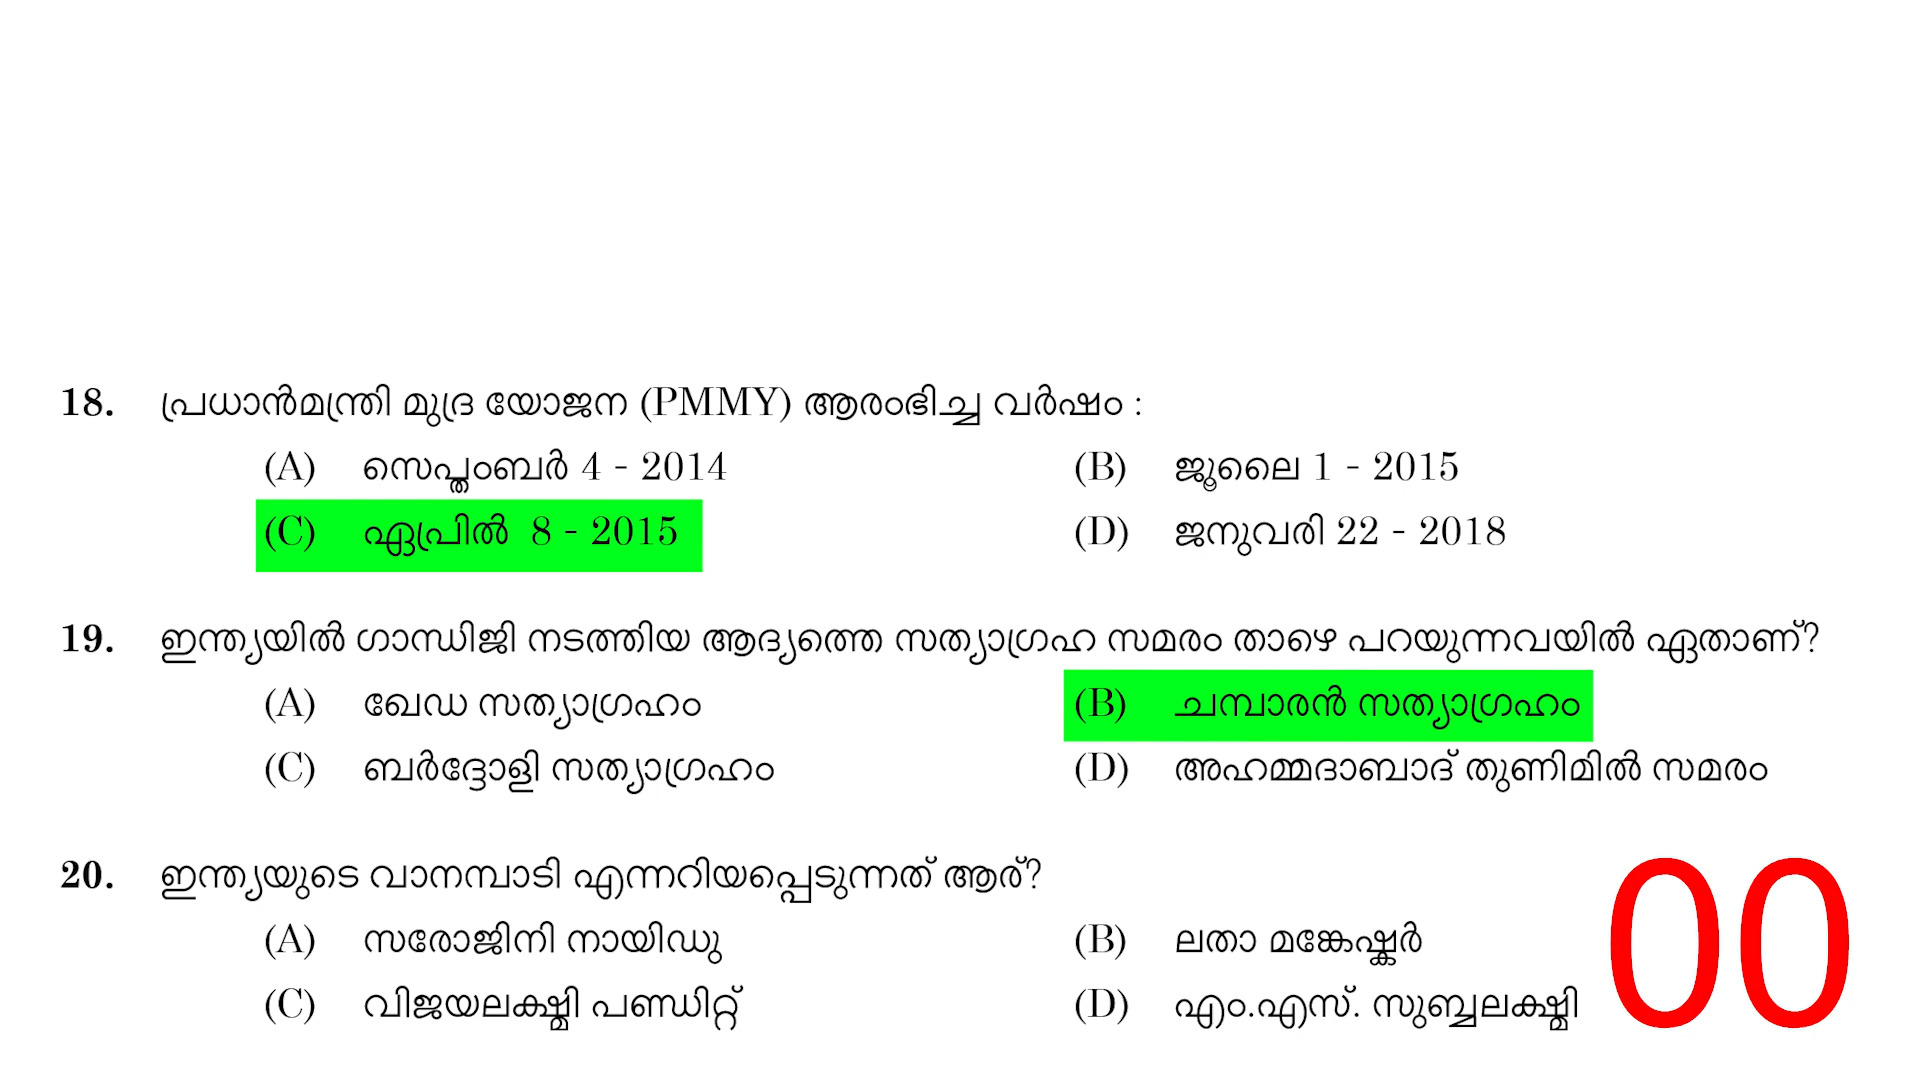 18. പ്രധാൻമന്ത്രി മുദ്ര യോജന (PMMY) ആരംഭിച്ച വർഷം :
(A) സെപ്തംബർ 4 - 2014 (B) ജൂലൈ 1 - 2015
(C) ഏപ്രിൽ 8 - 2015 (D) ജനുവരി 22 - 2018
19. ഇന്ത്യയിൽ ഗാന്ധിജി നടത്തിയ ആദ്യത്തെ സത്യാഗ്രഹ സമരം താഴെ പറയുന്നവയിൽ ഏതാണ്?
(A) ഖേഡ സത്യാഗ്രഹം (B) ചമ്പാരൻ സത്യാഗ്രഹം
(C) ബർദ്ദോളി സത്യാഗ്രഹം (D) അഹമ്മദാബാദ് തുണിമിൽ സമരം
20. ഇന്ത്യയുടെ വാനമ്പാടി എന്നറിയപ്പെടുന്നത് ആര്?
(A) സരോജിനി നായിഡു (B) ലതാ മങ്കേഷ്കർ
(C) വിജയലക്ഷ്മി പണ്ഡിറ്റ് (D) എം.എസ്. സുബ്ബലക്ഷ്മി
00